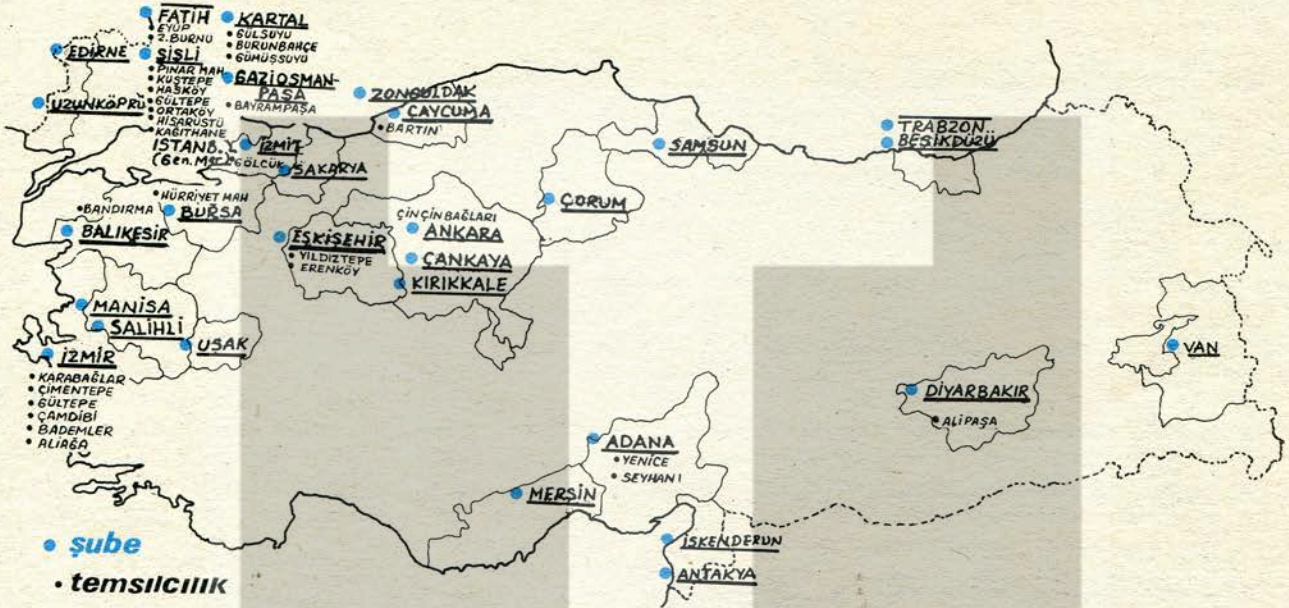 FATİH
• EYÜP
• Z.BURNU
ŞİŞLİ
• PINAR MAH
• KUŞTEPE
• HASKÖY
• GÜLTEPE
• ORTAKÖY
• HİSARÜSTÜ
• KAĞITHANE
İSTANB.
(Gen.Mrk.)
KARTAL
• GÜLSUYU
• BURUNBAHÇE
• GÜMÜŞSUYU
GAZİOSMAN-
PAŞA
• BAYRAMPAŞA
EDİRNE
UZUNKÖPRÜ
İZMİT
GÖLCÜK
SAKARYA
ZONGULDAK
ÇAYCUMA
• BARTIN
SAMSUN
TRABZON
BEŞİKDÜZÜ
ÇORUM
• HÜRRİYET MAH
BURSA
• BANDIRMA
BALIKESİR
ESKİŞEHİR
• YILDIZTEPE
• ERENKÖY
ÇİNÇİN BAĞLARI
ANKARA
ÇANKAYA
KIRIKKALE
MANİSA
SALİHLİ
UŞAK
İZMİR
• KARABAĞLAR
• ÇİMENTEPE
• GÜLTEPE
• ÇAMDİBİ
• BADEMLER
• ALİAĞA
VAN
DİYARBAKIR
• ALİPAŞA
ADANA
• YENİCE
• SEYHAN I
MERSİN
İSKENDERUN
ANTAKYA
şube
• temsilcilik